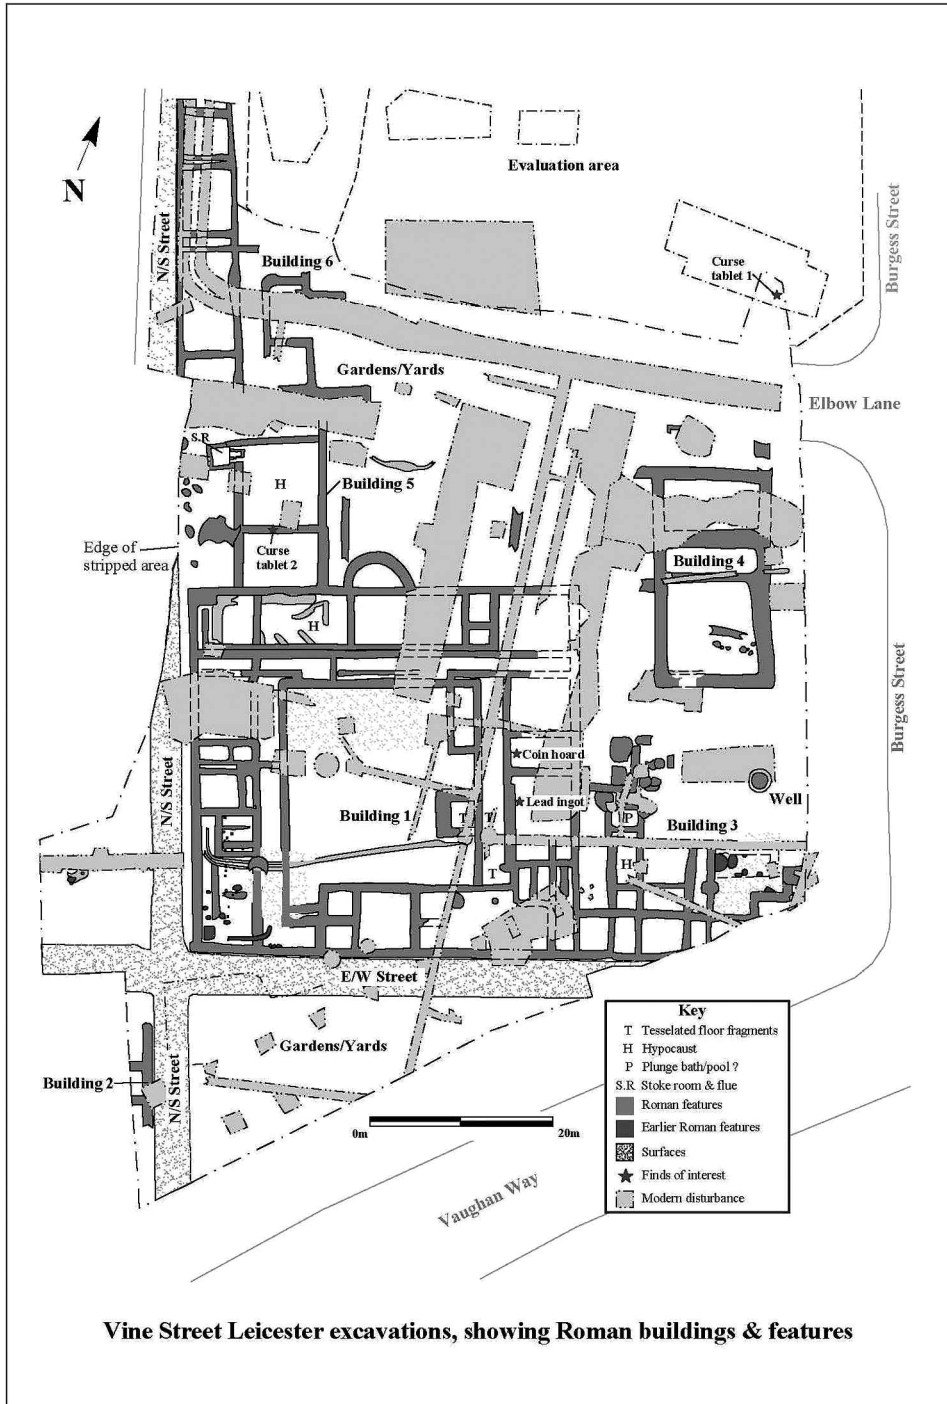 N
Evaluation area
Burgess Street
N/S Street
Building 6
Curse
tablet 1
Gardens/Yards
Elbow Lane
S.R
H
Building 5
Edge of
stripped area
Curse
tablet 2
Building 4
H
Burgess Street
N/S Street
Coin hoard
Lead ingot
Well
Building 1
T
T
P
Building 3
T
H
E/W Street
Gardens/Yards
Building 2
N/S Street
0m
20m
Vaughan Way
Key
T Tesselated floor fragments
H Hypocaust
P Plunge bath/pool ?
S.R Stoke room & flue
Roman features
Earlier Roman features
Surfaces
Finds of interest
Modern disturbance
Vine Street Leicester excavations, showing Roman buildings & features